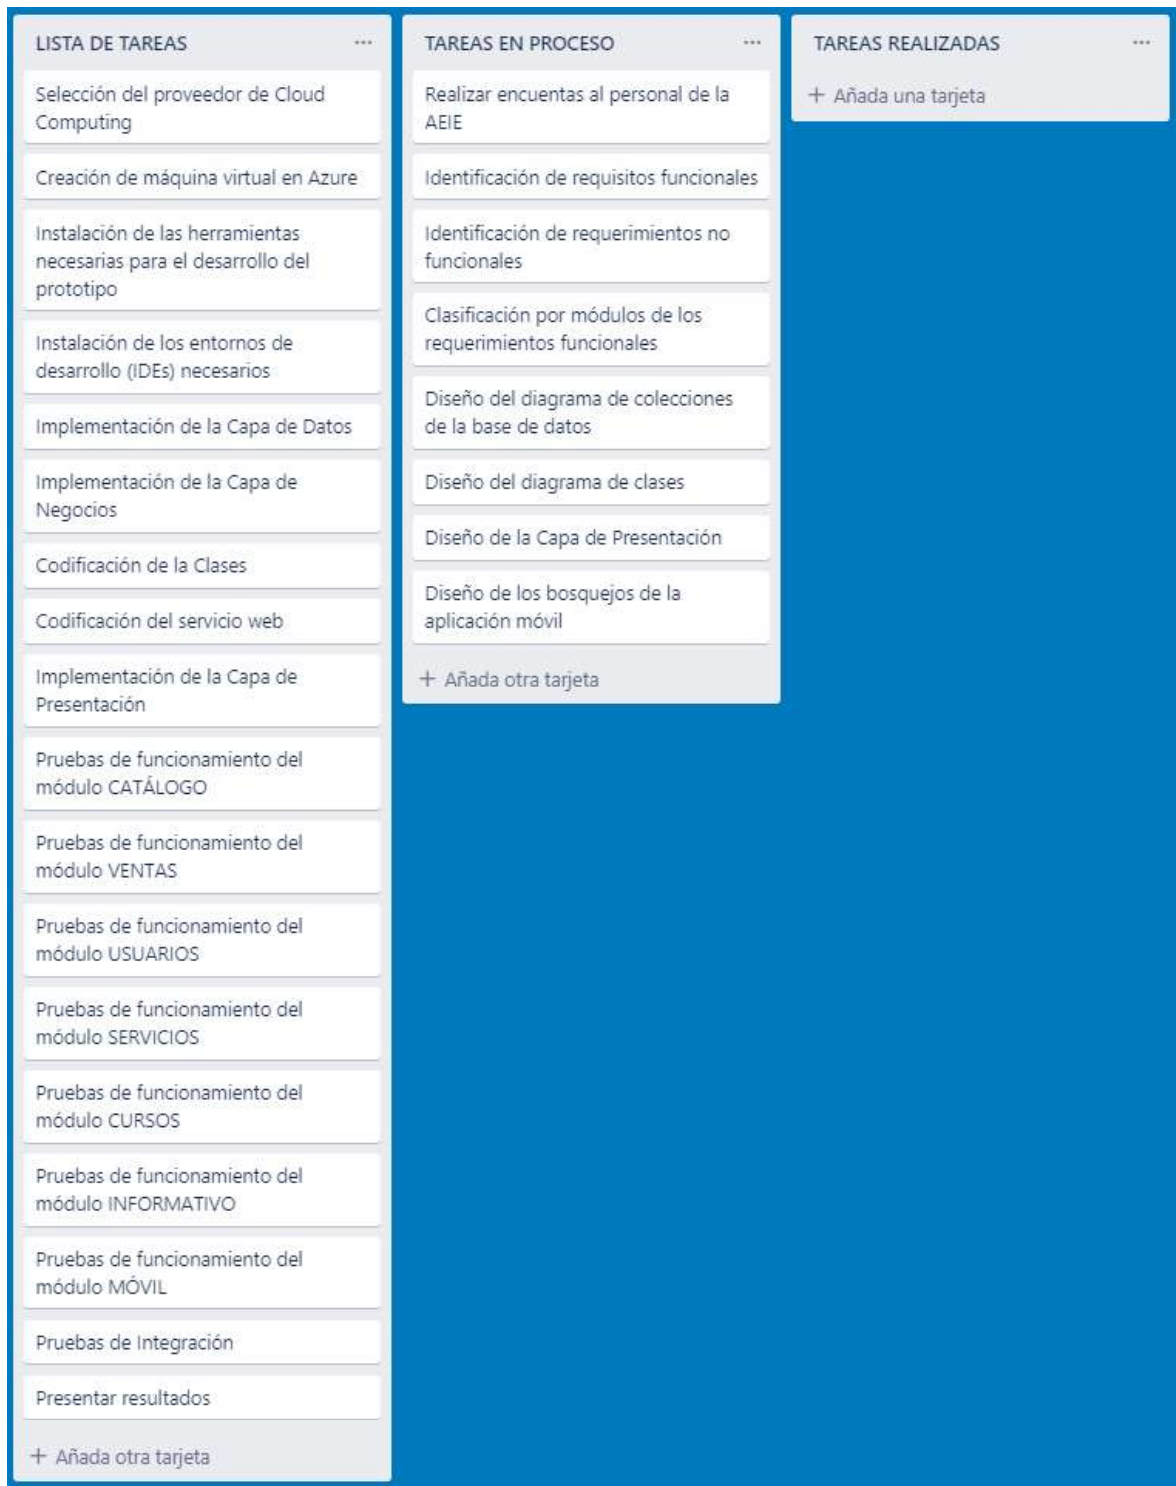 LISTA DE TAREAS
Selección del proveedor de Cloud
Computing
Creación de máquina virtual en Azure
Instalación de las herramientas
necesarias para el desarrollo del
prototipo
Instalación de los entornos de
desarrollo (IDEs) necesarios
Implementación de la Capa de Datos
Implementación de la Capa de
Negocios
Codificación de la Clases
Codificación del servicio web
Implementación de la Capa de
Presentación
Pruebas de funcionamiento del
módulo CATÁLOGO
Pruebas de funcionamiento del
módulo VENTAS
Pruebas de funcionamiento del
módulo USUARIOS
Pruebas de funcionamiento del
módulo SERVICIOS
Pruebas de funcionamiento del
módulo CURSOS
Pruebas de funcionamiento del
módulo INFORMATIVO
Pruebas de funcionamiento del
módulo MÓVIL
Pruebas de Integración
Presentar resultados
+ Añada otra tarjeta
TAREAS EN PROCESO
Realizar encuentas al personal de la
AEIE
Identificación de requisitos funcionales
Identificación de requerimientos no
funcionales
Clasificación por módulos de los
requerimientos funcionales
Diseño del diagrama de colecciones
de la base de datos
Diseño del diagrama de clases
Diseño de la Capa de Presentación
Diseño de los bosquejos de la
aplicación móvil
+ Añada otra tarjeta
TAREAS REALIZADAS
+ Añada una tarjeta